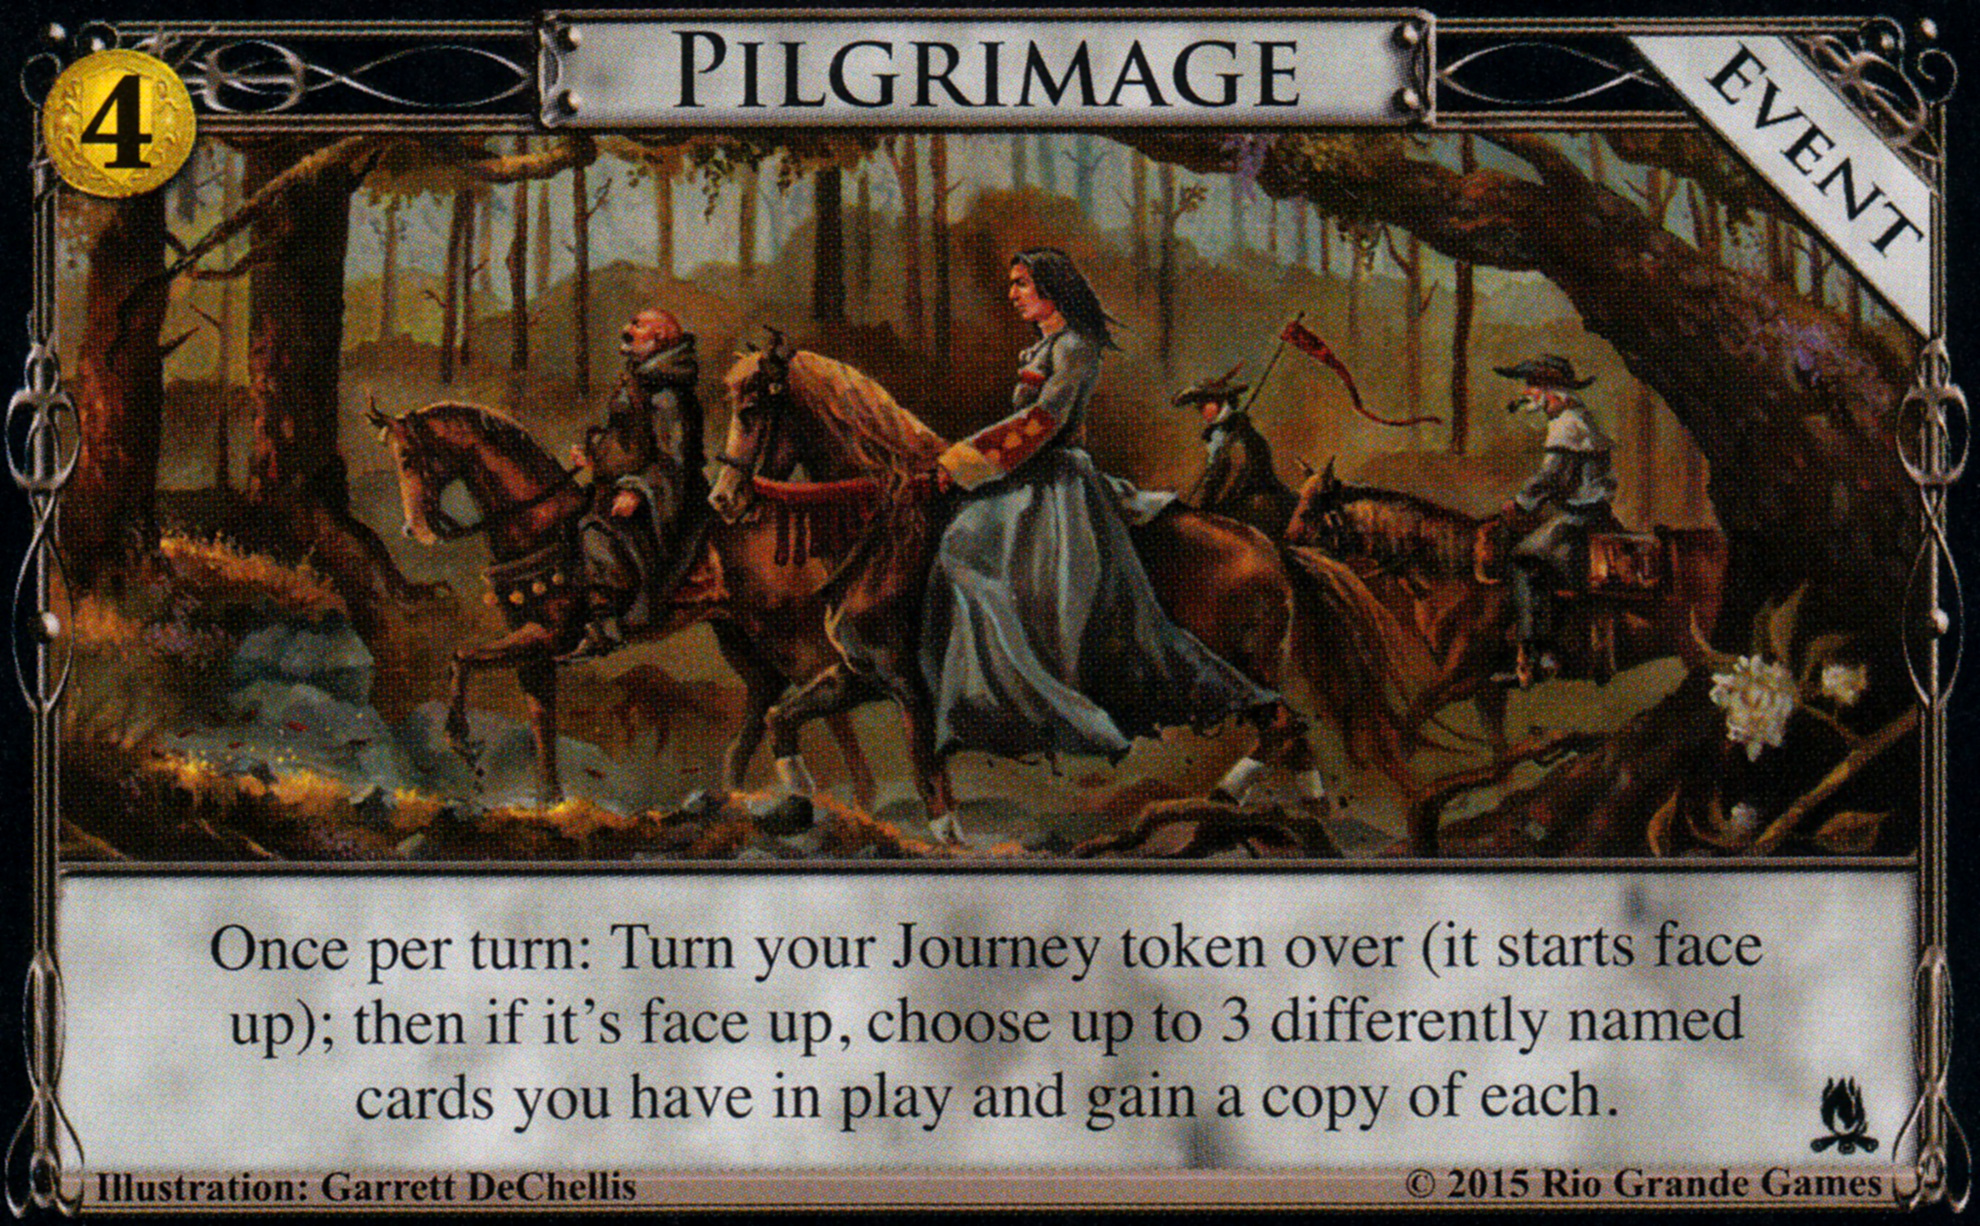 4
PILGRIMAGE
EVENT
Once per turn: Turn your Journey token over (it starts face
up); then if it’s face up, choose up to 3 differently named
cards you have in play and gain a copy of each.
Illustration: Garrett DeChellis
© 2015 Rio Grande Games